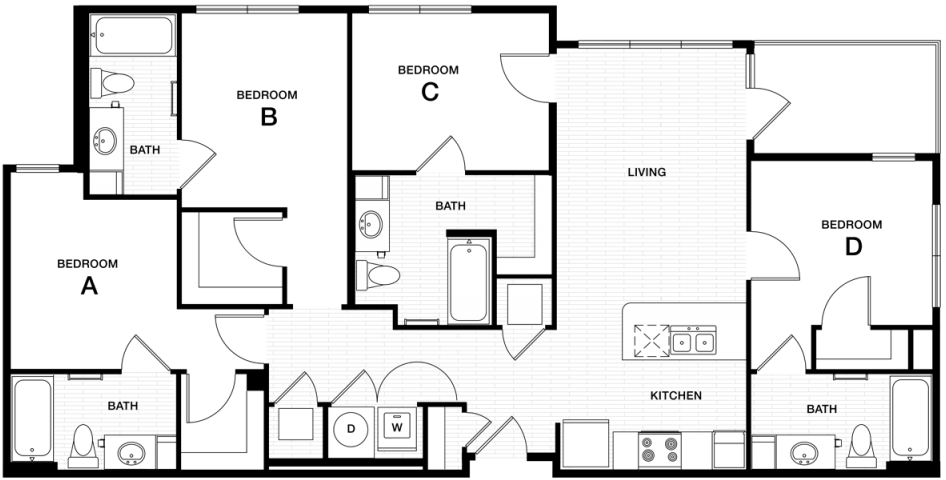 BEDROOM
B
BEDROOM
C
BATH
LIVING
BATH
BEDROOM
D
BEDROOM
A
KITCHEN
BATH
BATH
D
W